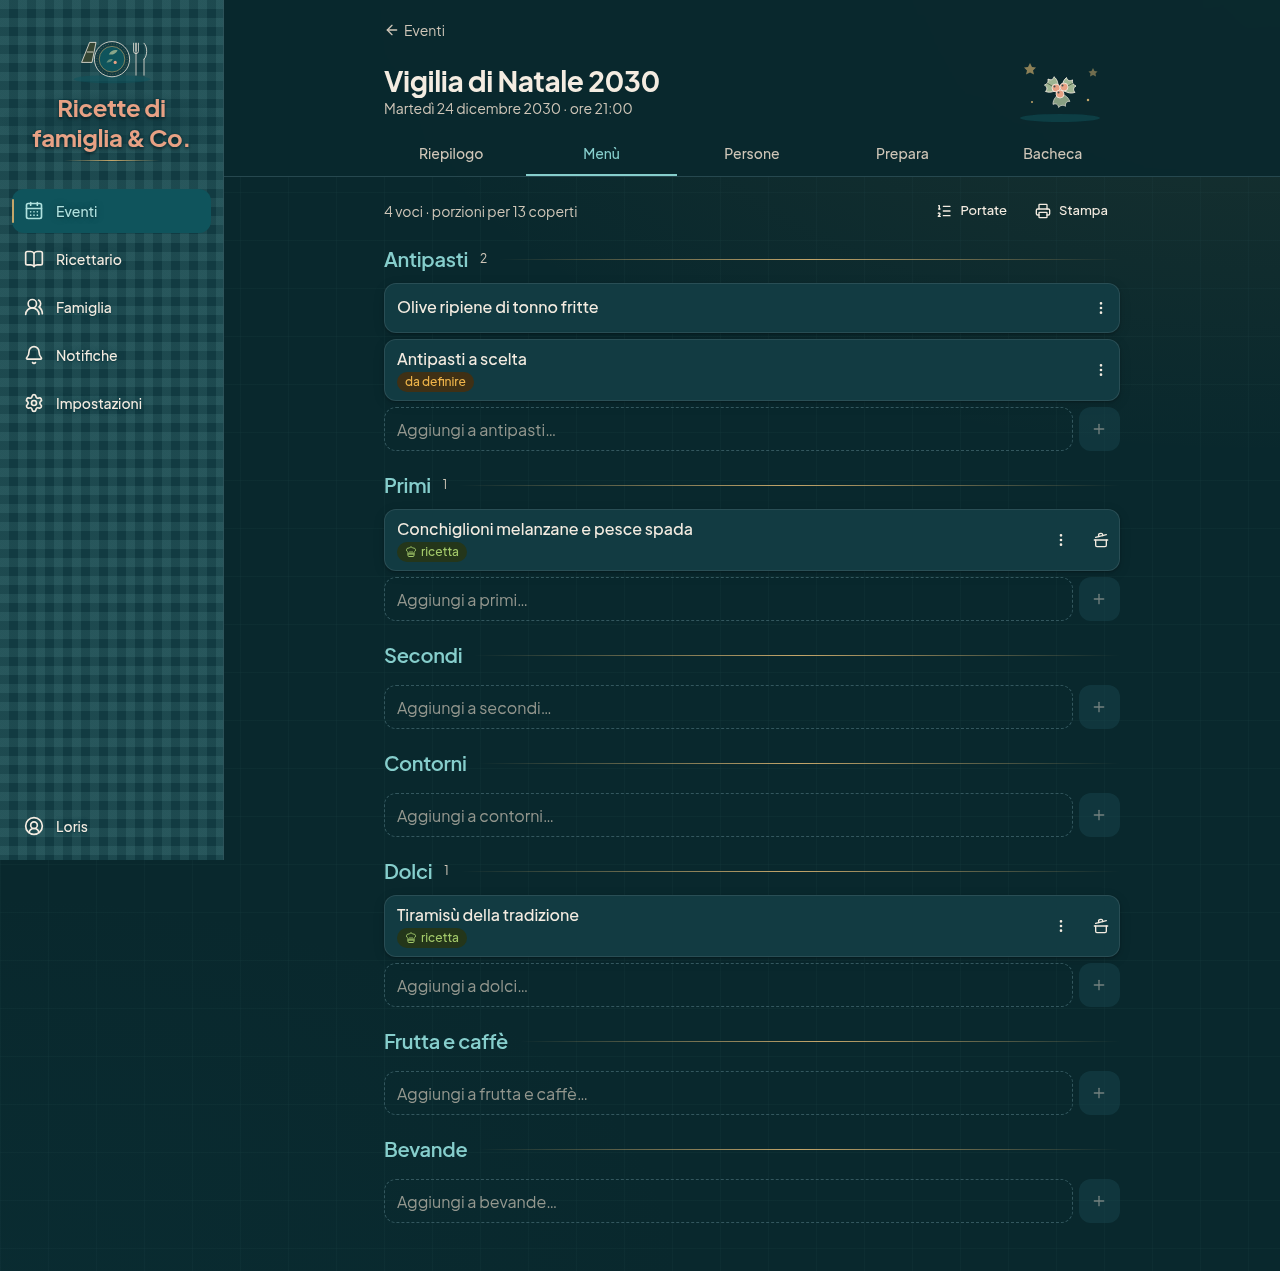 Ricette di
famiglia & Co.
Eventi
Ricettario
Famiglia
Notifiche
Impostazioni
Loris
Eventi
Vigilia di Natale 2030
Martedì 24 dicembre 2030 · ore 21:00
Riepilogo
Menù
Persone
Prepara
Bacheca
4 voci · porzioni per 13 coperti
Portate
Stampa
Antipasti 2
Olive ripiene di tonno fritte
Antipasti a scelta
da definire
Aggiungi a antipasti…
Primi 1
Conchiglioni melanzane e pesce spada
ricetta
Aggiungi a primi…
Secondi
Aggiungi a secondi…
Contorni
Aggiungi a contorni…
Dolci 1
Tiramisù della tradizione
ricetta
Aggiungi a dolci…
Frutta e caffè
Aggiungi a frutta e caffè…
Bevande
Aggiungi a bevande…